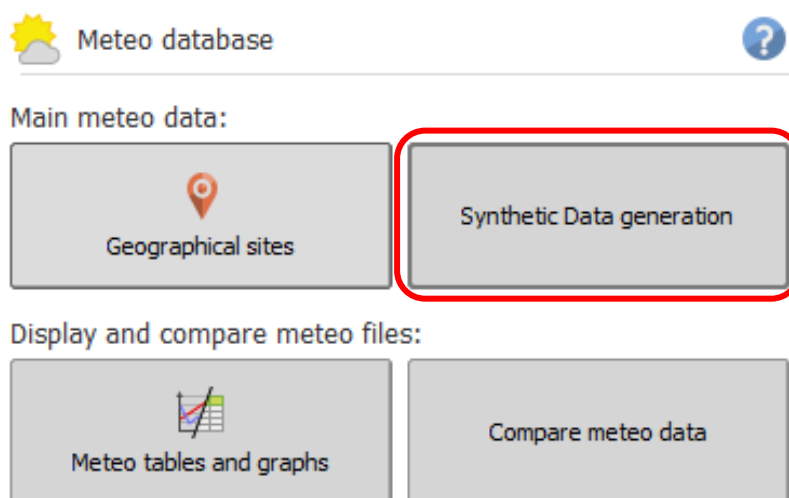 Meteo database
?
Main meteo data:
Geographical sites
Synthetic Data generation
Display and compare meteo files:
Meteo tables and graphs
Compare meteo data